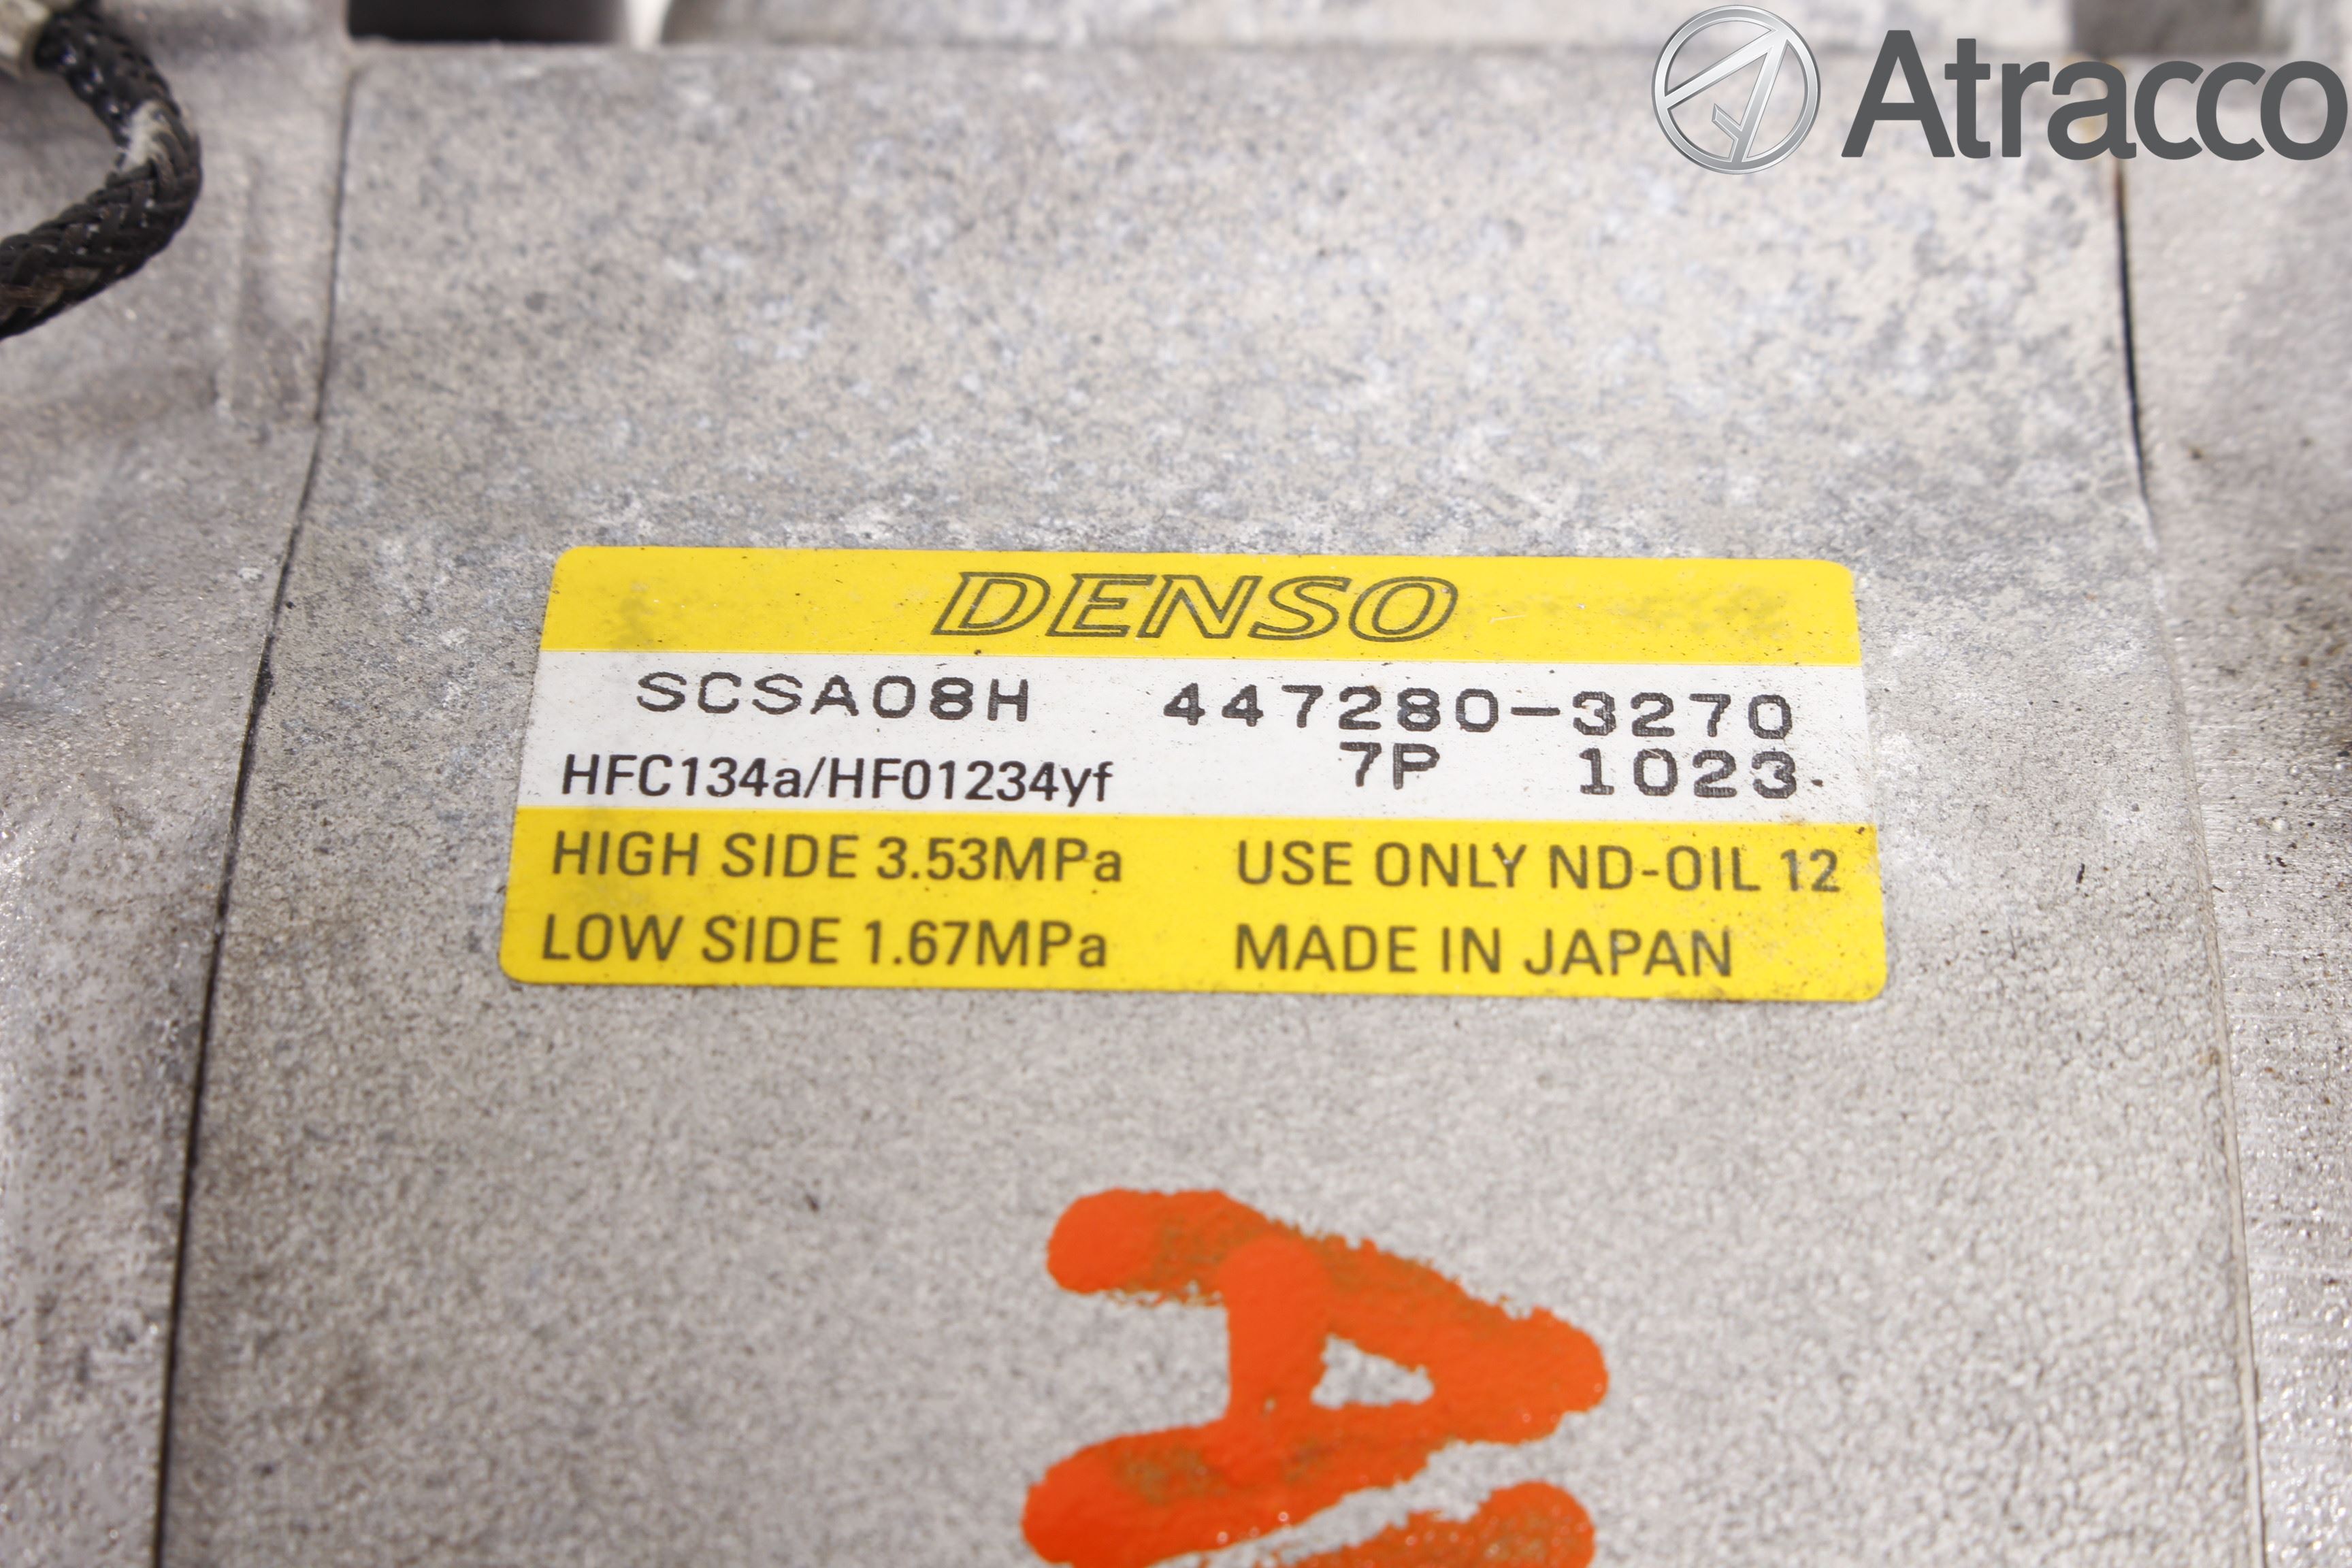 Atracco
DENSO
SCSA08H 447280-3270
HFC134a/HF01234yf 7P 1023
HIGH SIDE 3.53MPa USE ONLY ND-OIL 12
LOW SIDE 1.67MPa MADE IN JAPAN
A